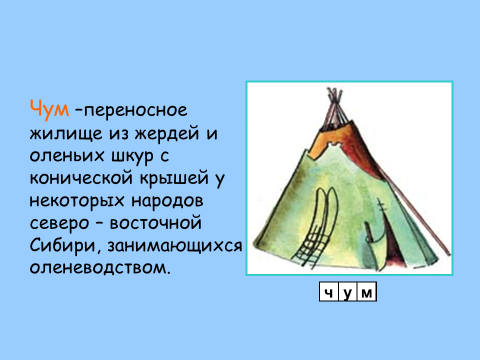 Чум –переносное
жилище из жердей и
оленьих шкур с
конической крышей у
некоторых народов
северо – восточной
Сибири, занимающихся
оленеводством.
ч у м